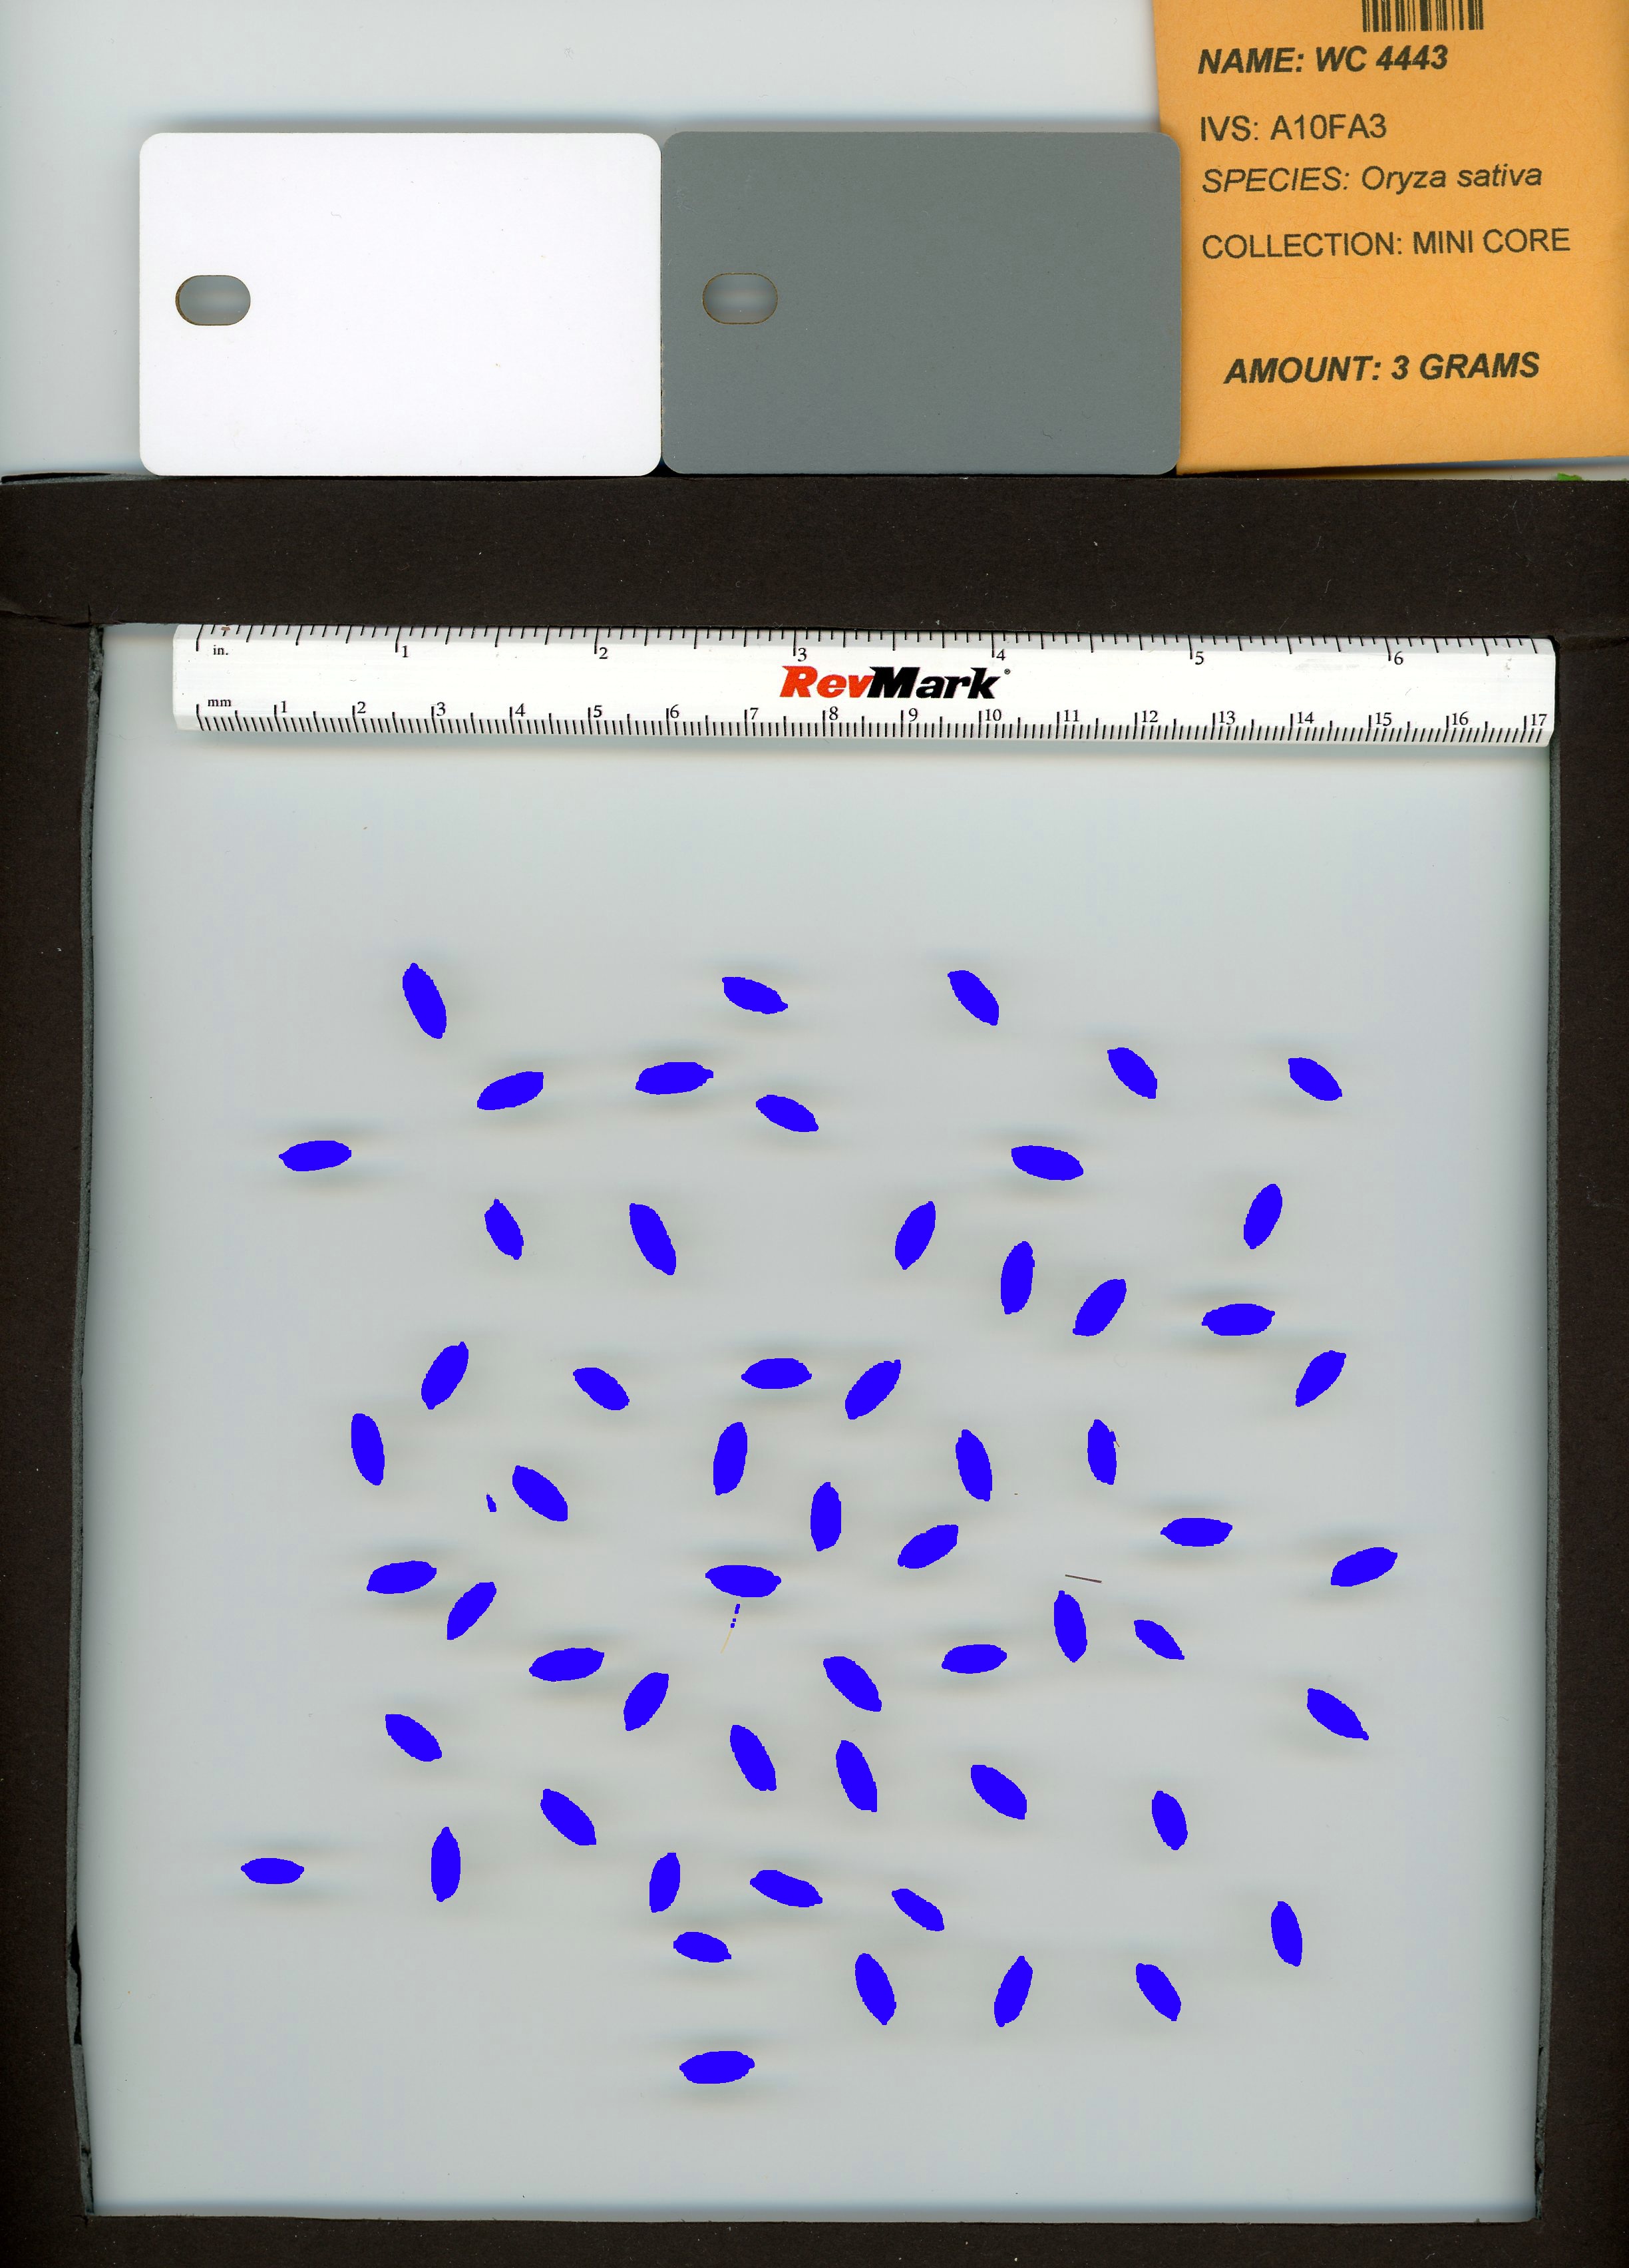 NAME: WC 4443
IVS: A10FA3
SPECIES: Oryza sativa
COLLECTION: MINI CORE
AMOUNT: 3 GRAMS
in. 1 2 3 4 5 6
RevMark
mm 1 2 3 4 5 6 7 8 9 10 11 12 13 14 15 16 17